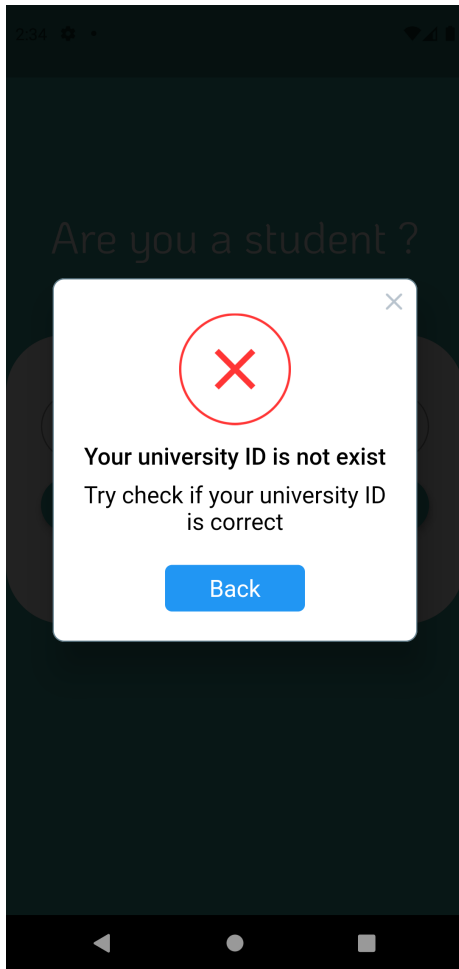 2:34
Are you a student ?
Your university ID is not exist
Try check if your university ID
is correct
Back